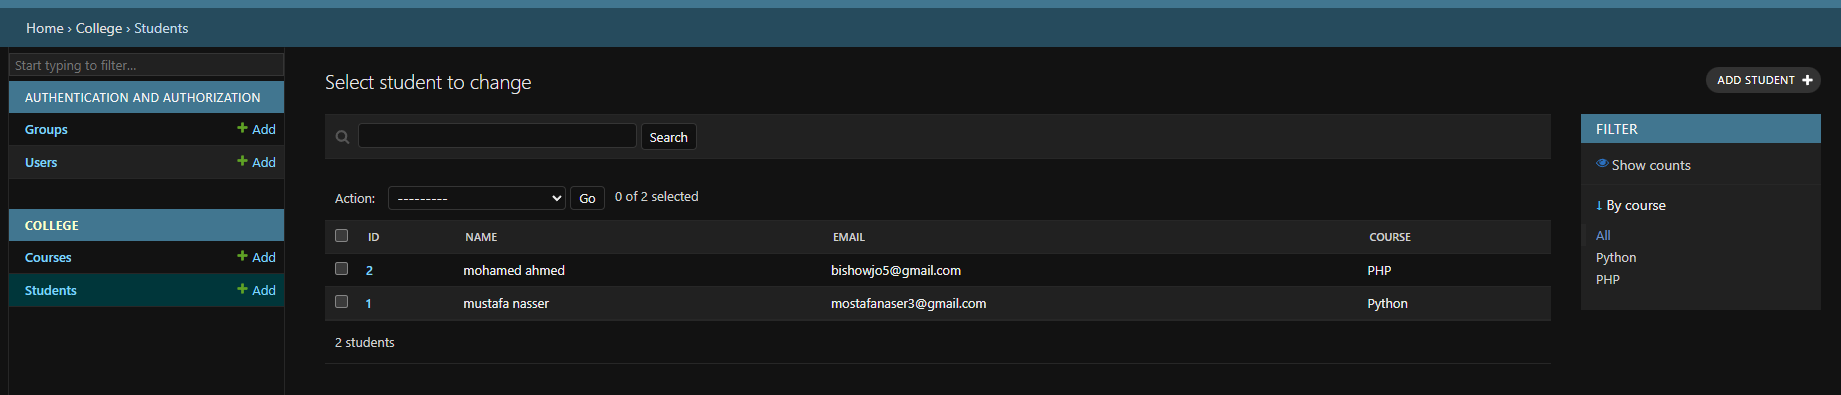 Home › College › Students
Start typing to filter...
AUTHENTICATION AND AUTHORIZATION
Groups + Add
Users + Add
COLLEGE
Courses + Add
Students + Add
Select student to change
ADD STUDENT +
Search
Action: --------- Go 0 of 2 selected
ID NAME EMAIL COURSE
2 mohamed ahmed bishowjo5@gmail.com PHP
1 mustafa nasser mostafanaser3@gmail.com Python
2 students
FILTER
Show counts
↓ By course
All
Python
PHP